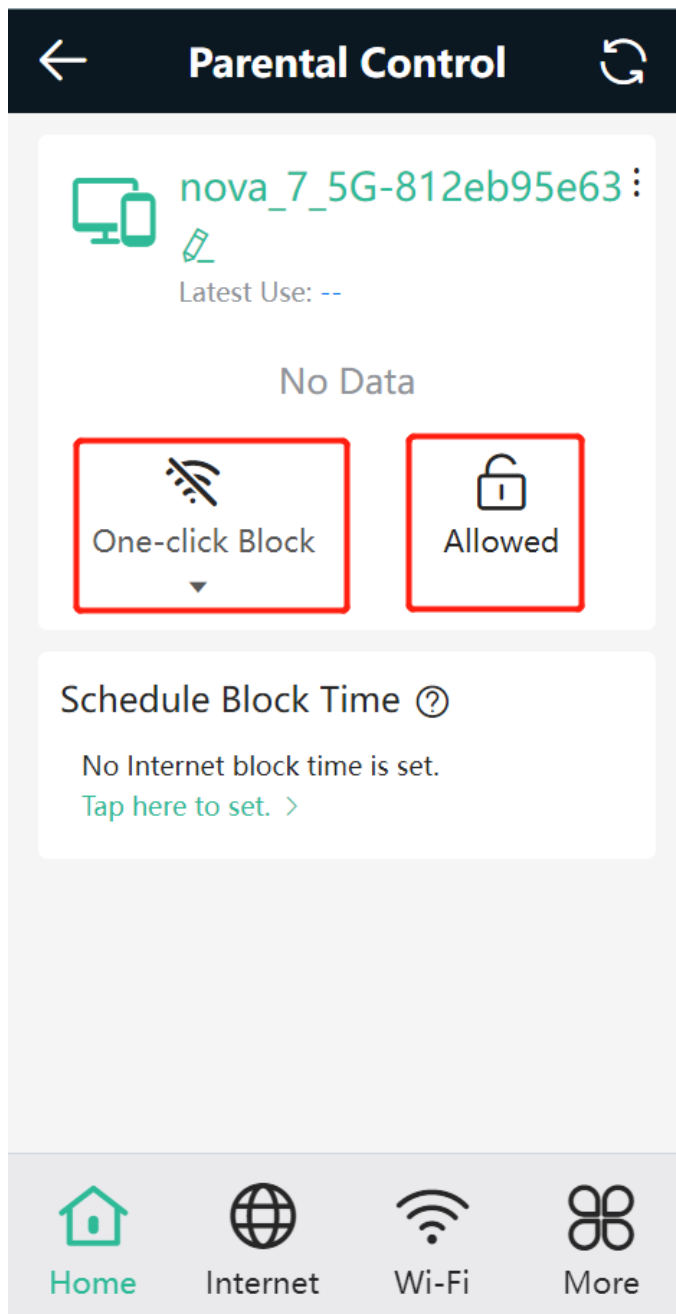 Parental Control
nova_7_5G-812eb95e63
Latest Use: --
No Data
One-click Block
Allowed
Schedule Block Time
No Internet block time is set.
Tap here to set. >
Home
Internet
Wi-Fi
More